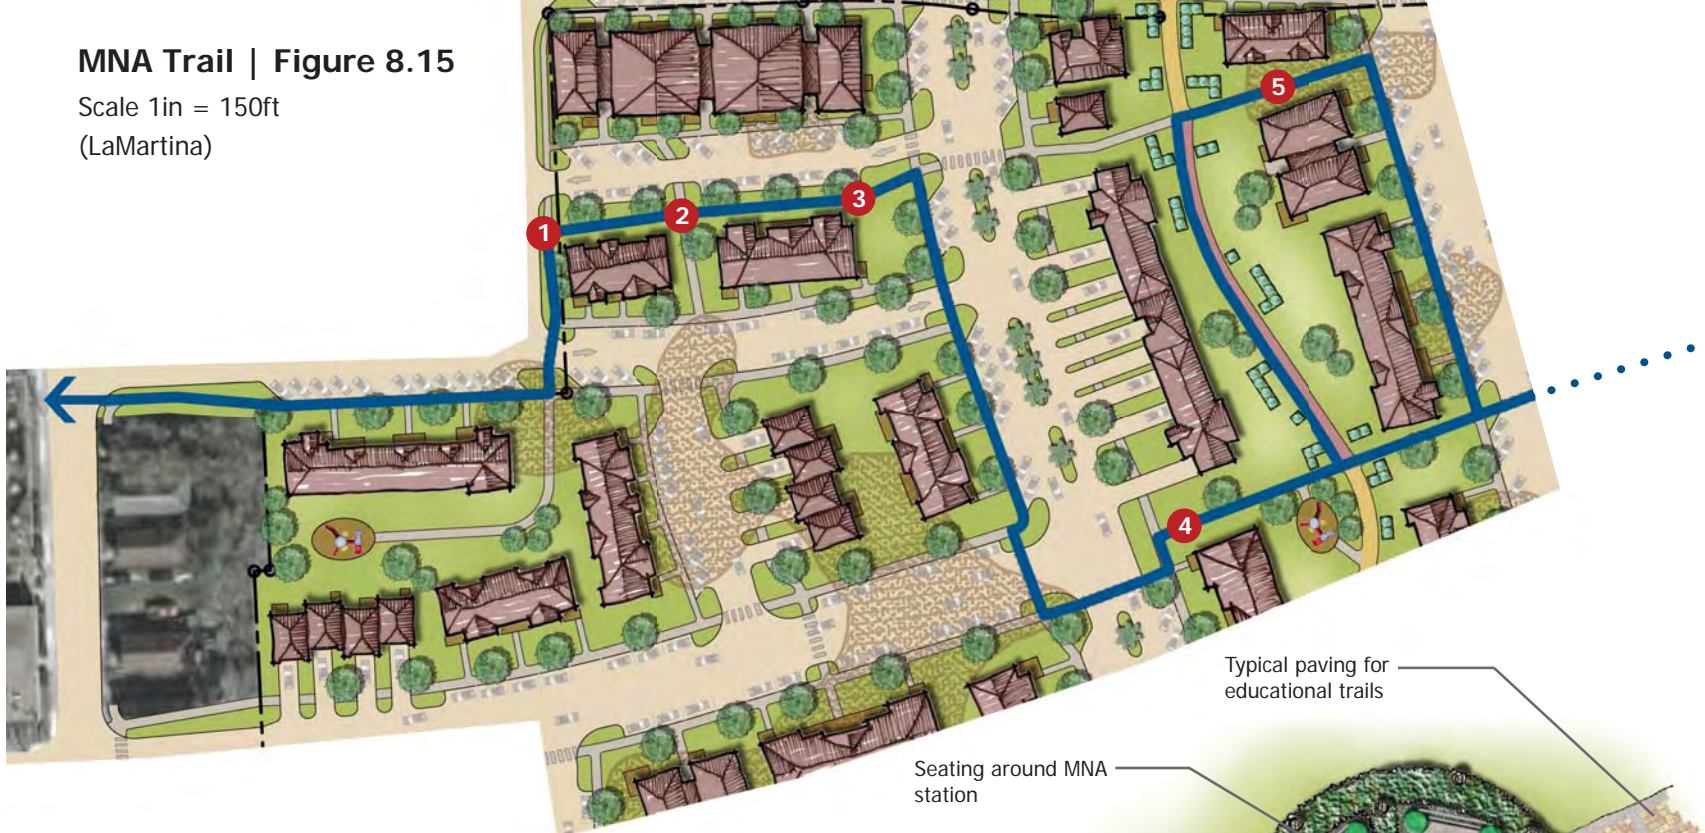 MNA Trail | Figure 8.15
Scale 1in = 150ft
(LaMartina)
5
3
2
1
4
Typical paving for
educational trails
Seating around MNA
station